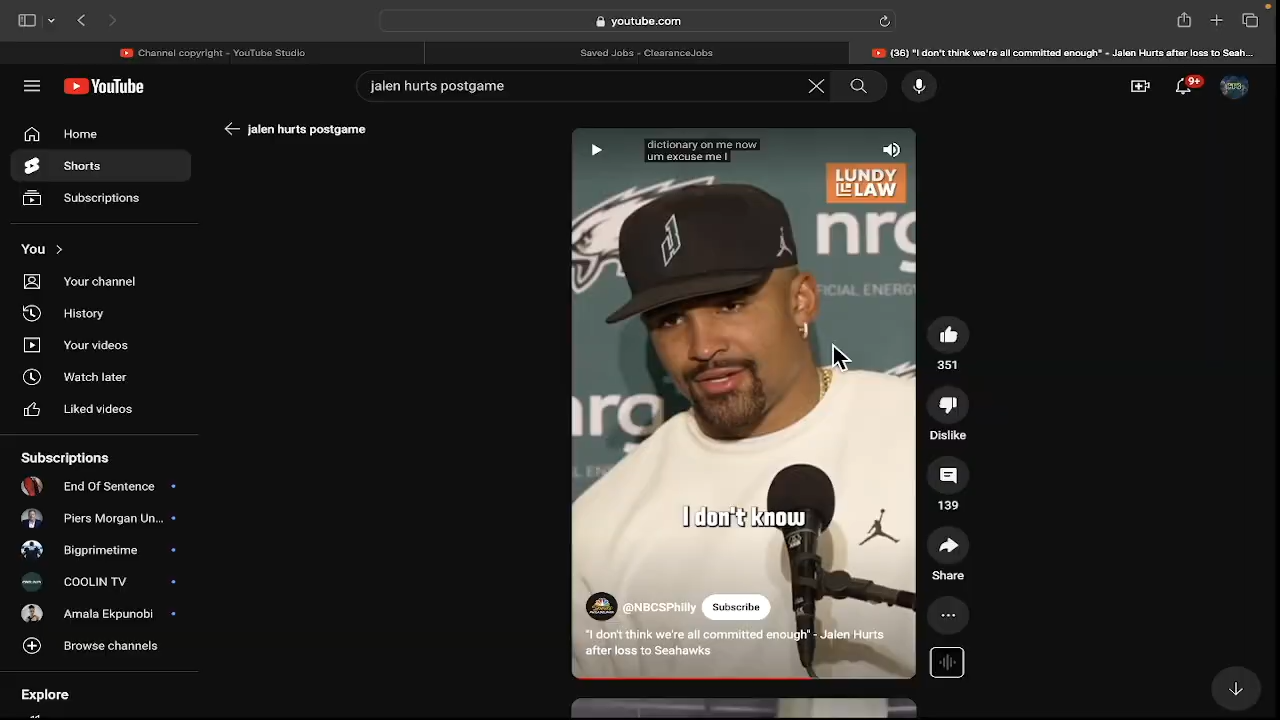 youtube.com
Channel copyright - YouTube Studio
Saved Jobs - ClearanceJobs
(36) "I don't think we're all committed enough" - Jalen Hurts after loss to Seah...
YouTube
jalen hurts postgame
9+
Home
Shorts
Subscriptions
You
Your channel
History
Your videos
Watch later
Liked videos
Subscriptions
End Of Sentence
Piers Morgan Un...
Bigprimetime
COOLIN TV
Amala Ekpunobi
Browse channels
Explore
jalen hurts postgame
dictionary on me now
um excuse me I
LUNDY
LAW
nrg
FICIAL ENERGY
nrg
I don't know
@NBCSPhilly
Subscribe
"I don't think we're all committed enough" - Jalen Hurts
after loss to Seahawks
351
Dislike
139
Share